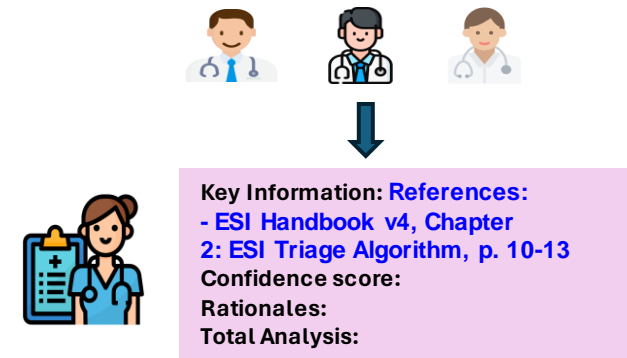 Key Information: References:
- ESI Handbook v4, Chapter
2: ESI Triage Algorithm, p. 10-13
Confidence score:
Rationales:
Total Analysis: